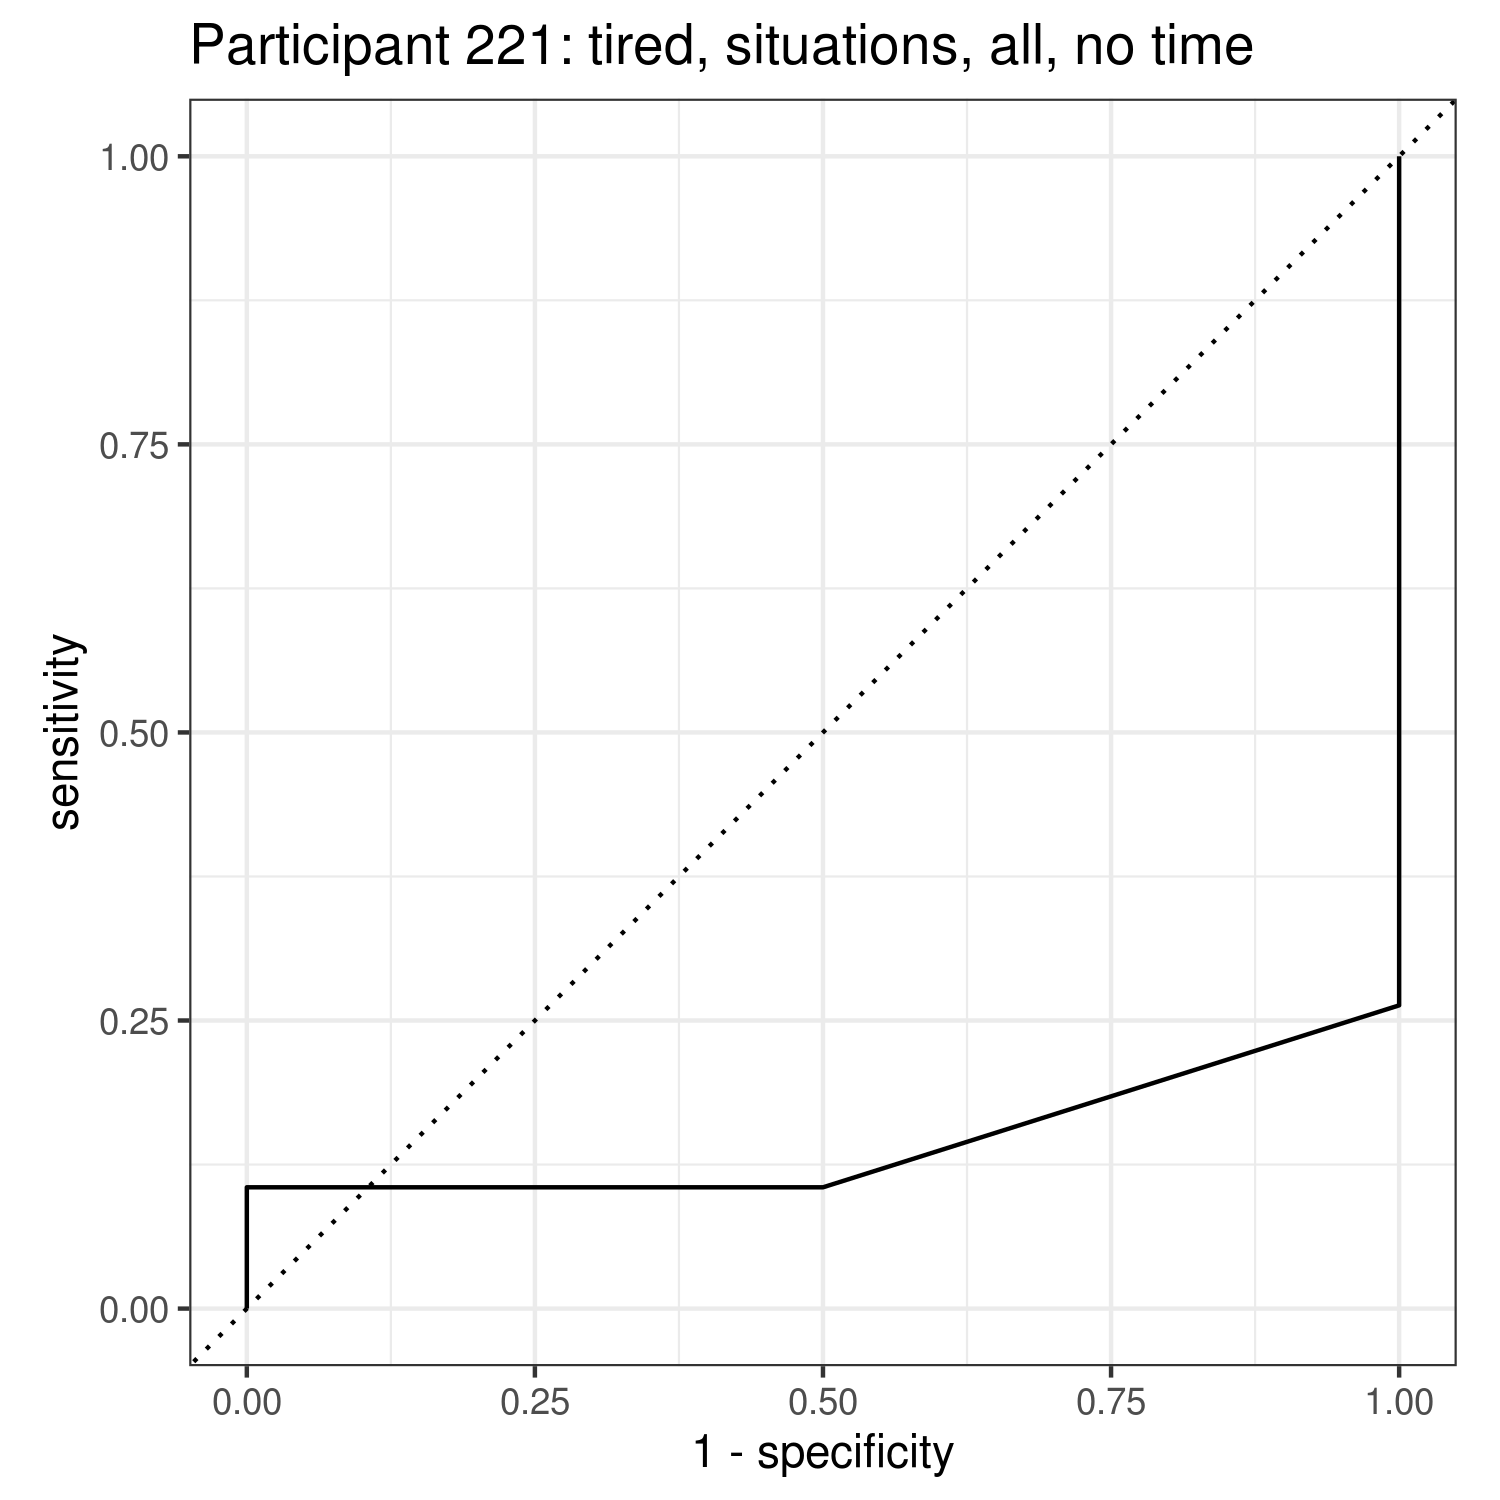 Participant 221: tired, situations, all, no time
1.00
0.75
0.50
0.25
0.00
sensitivity
0.00 0.25 0.50 0.75 1.00
1 - specificity